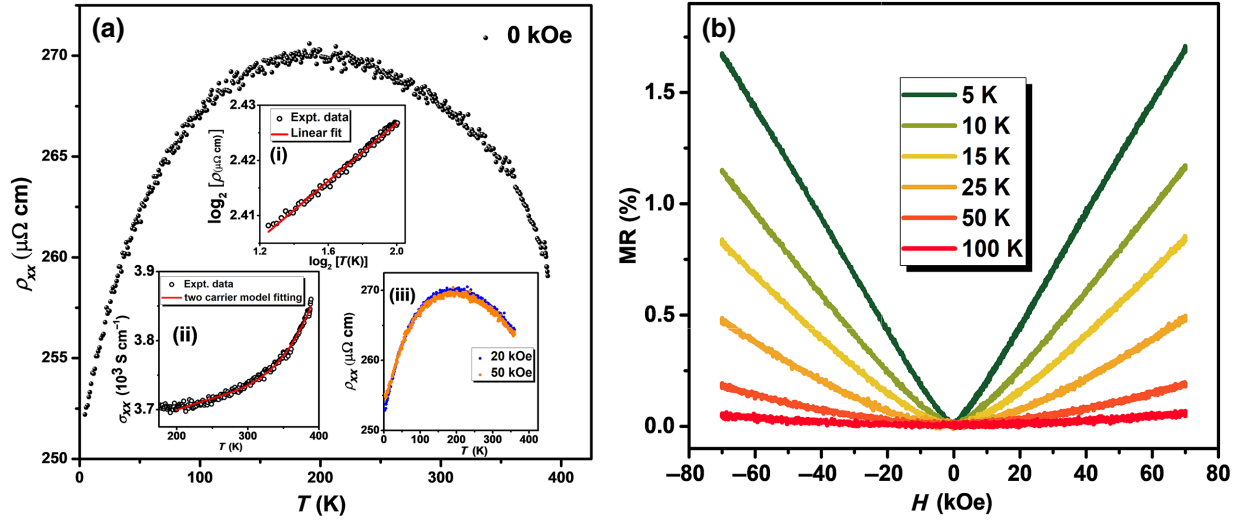 (a)
0 kOe
270
265
260
255
250
ρxx (μΩ cm)
0 50 100 150 200 250 300 350 400
T (K)
2.43
2.42
2.41
log₂ [ρ(μΩ cm)]
Expt. data
Linear fit
(i)
1.2 1.6 2.0
log₂ [T(K)]
3.9
3.8
3.7
σxx (10³ S cm⁻¹)
Expt. data
two carrier model fitting
(ii)
200 300 400
T (K)
270
260
250
ρxx (μΩ cm)
(iii)
20 kOe
50 kOe
0 100 200 300 400
T (K)
(b)
1.5
1.0
0.5
0.0
MR (%)
5 K
10 K
15 K
25 K
50 K
100 K
–80 –60 –40 –20 0 20 40 60 80
H (kOe)